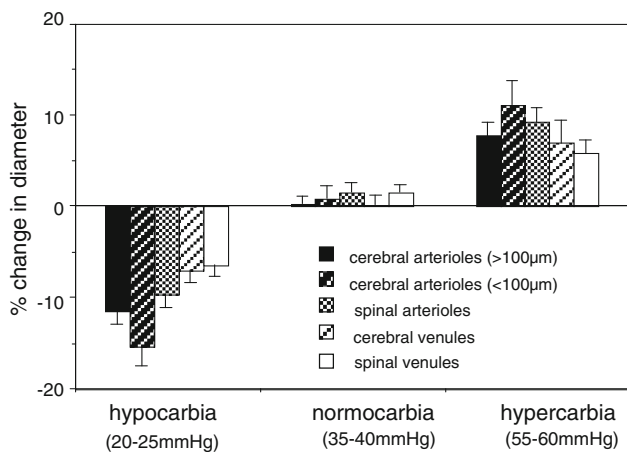 20
10
0
-10
-20
% change in diameter
cerebral arterioles (>100µm)
cerebral arterioles (<100µm)
spinal arterioles
cerebral venules
spinal venules
hypocarbia normocarbia hypercarbia
(20-25mmHg) (35-40mmHg) (55-60mmHg)